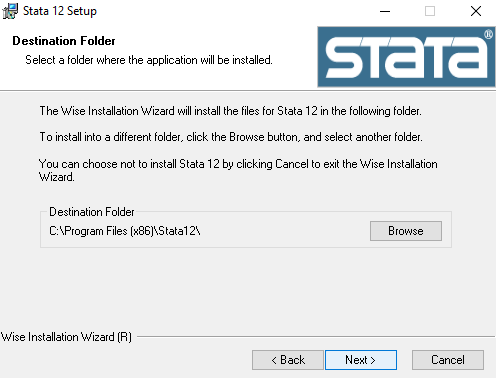 Stata 12 Setup
Destination Folder
Select a folder where the application will be installed.
STATA®
The Wise Installation Wizard will install the files for Stata 12 in the following folder.
To install into a different folder, click the Browse button, and select another folder.
You can choose not to install Stata 12 by clicking Cancel to exit the Wise Installation
Wizard.
Destination Folder
C:\Program Files (x86)\Stata12\
Browse
Wise Installation Wizard (R)
< Back
Next >
Cancel